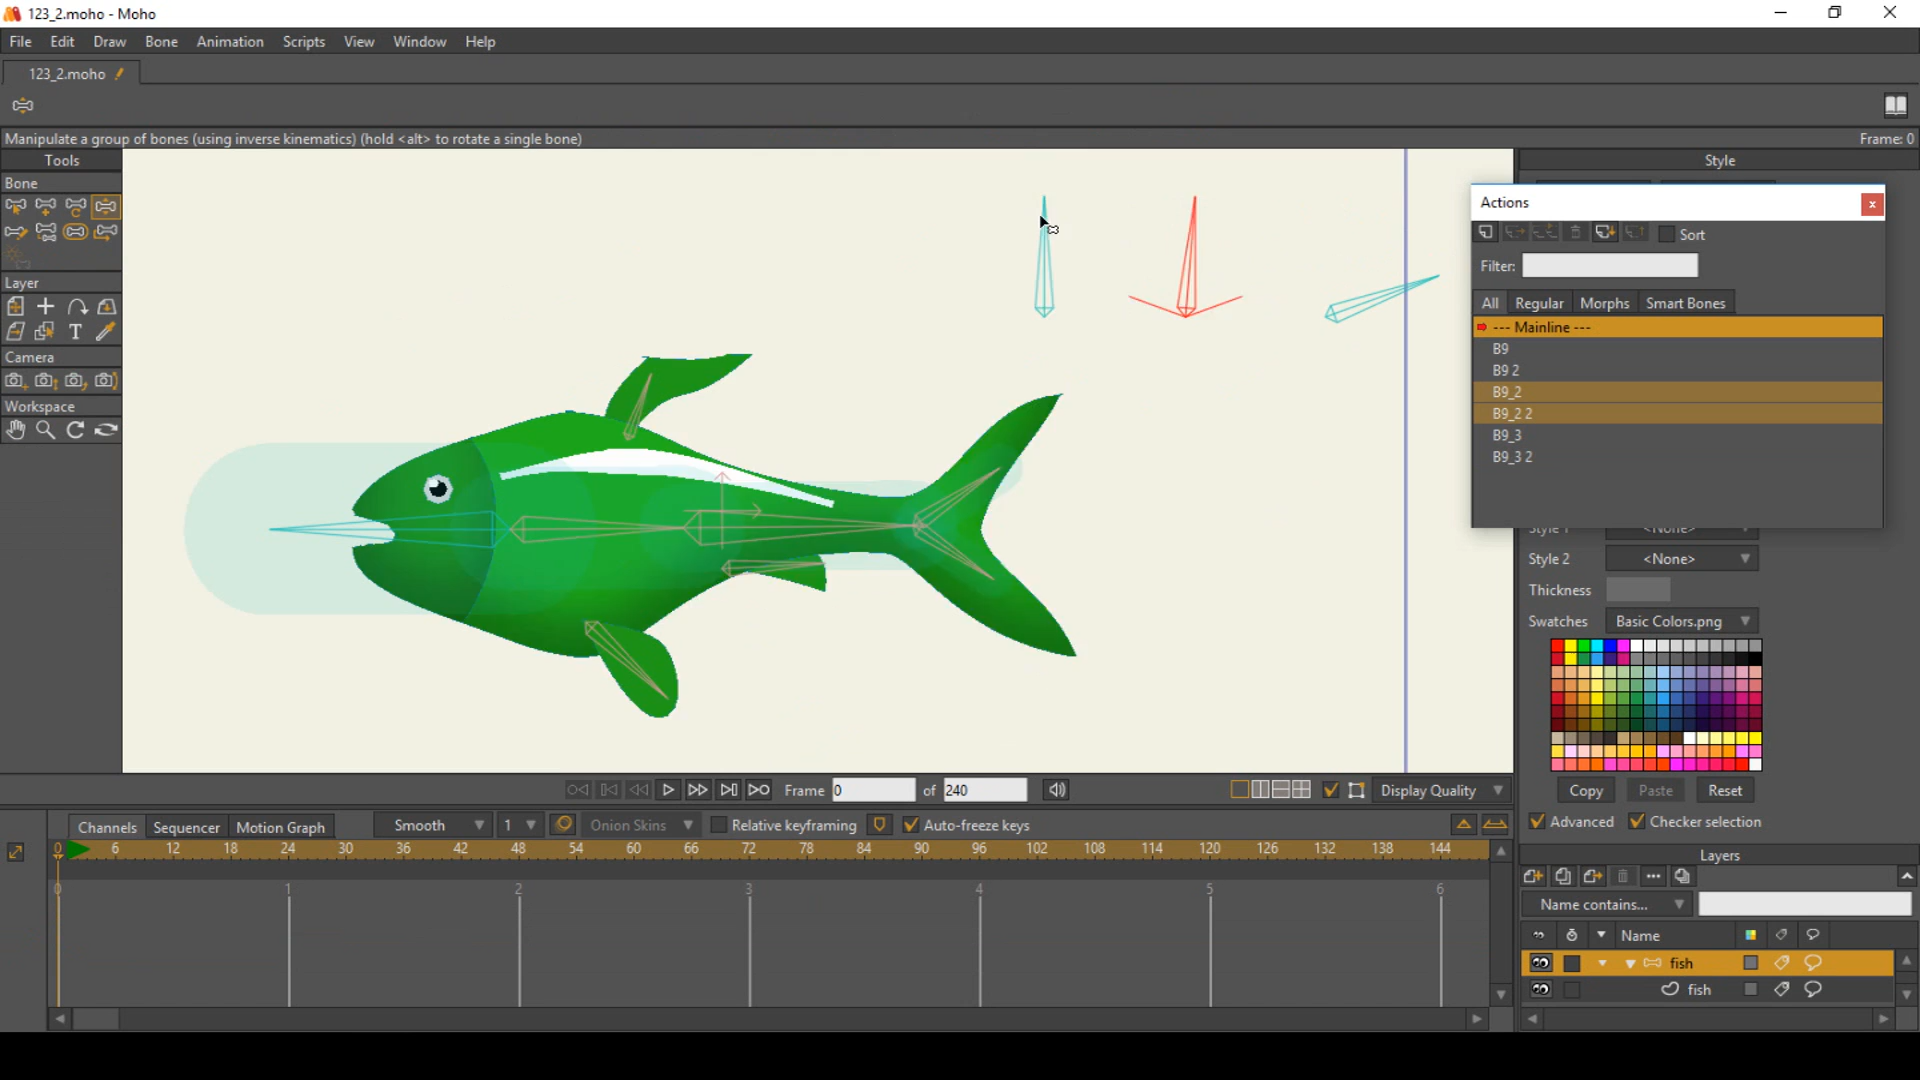 123_2.moho - Moho
File Edit Draw Bone Animation Scripts View Window Help
123_2.moho
Manipulate a group of bones (using inverse kinematics) (hold <alt> to rotate a single bone) Frame: 0
Tools
Style
Bone
Actions
Sort
Filter:
Layer
All Regular Morphs Smart Bones
--- Mainline ---
B9
Camera
B9 2
B9_2
Workspace
B9_2 2
B9_3
B9_3 2
Style 1 <None>
Style 2 <None>
Thickness
Swatches Basic Colors.png
Copy Paste Reset
Frame 0 of 240 Display Quality
Advanced Checker selection
Channels Sequencer Motion Graph Smooth 1 Onion Skins Relative keyframing Auto-freeze keys
0 6 12 18 24 30 36 42 48 54 60 66 72 78 84 90 96 102 108 114 120 126 132 138 144
Layers
0 1 2 3 4 5 6
Name contains...
Name
fish
fish